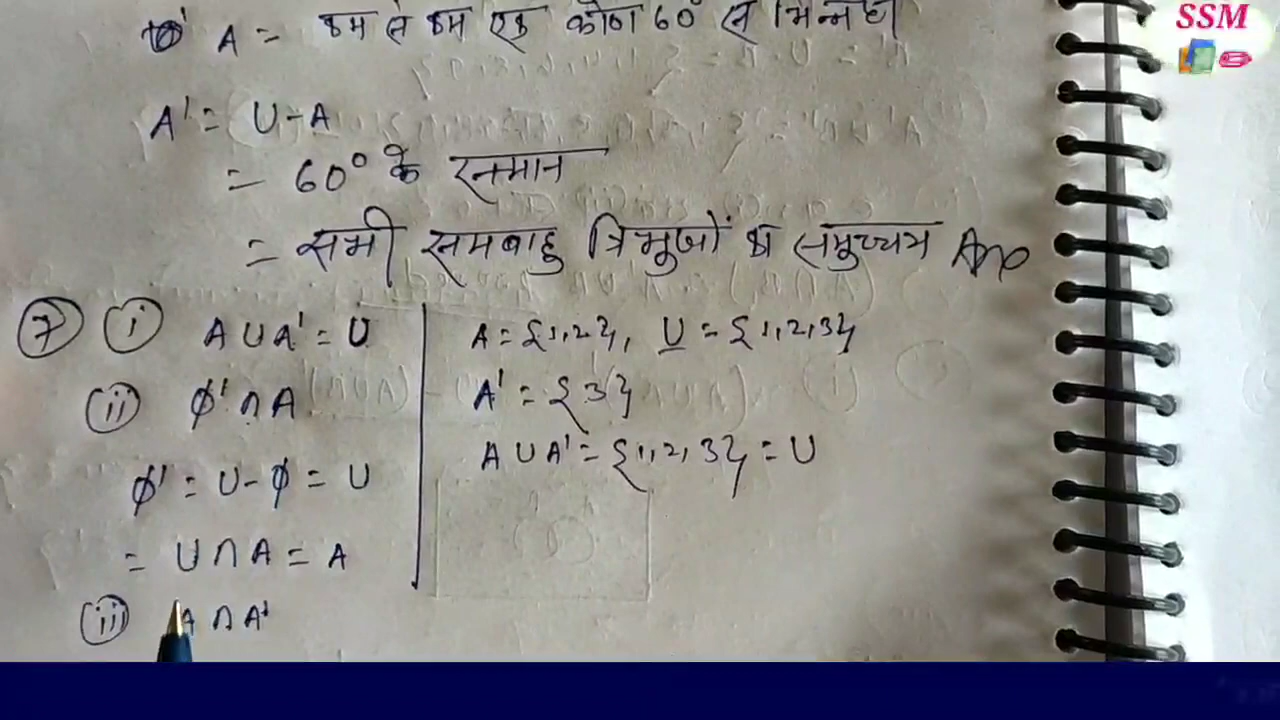 SSM
A = कम से कम एक कोण 60° से भिन्न है।
A' = U - A
= 60° के समान
= सभी समबाहु त्रिभुजों का समुच्चय Ans
7 (i) A ∪ A' = U
(ii) φ' ∩ A
φ' = U - φ = U
= U ∩ A = A
(iii) A ∩ A'
A = {1,2}, U = {1,2,3}
A' = {3}
A ∪ A' = {1,2,3} = U